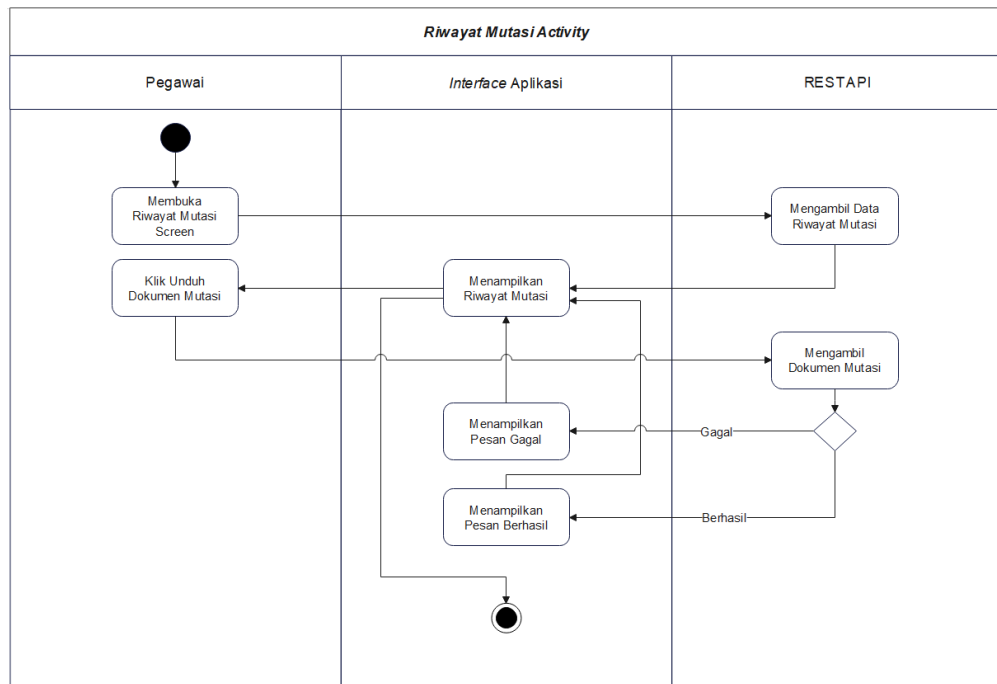 Riwayat Mutasi Activity
Pegawai
Interface Aplikasi
RESTAPI
Membuka
Riwayat Mutasi
Screen
Mengambil Data
Riwayat Mutasi
Klik Unduh
Dokumen Mutasi
Menampilkan
Riwayat Mutasi
Mengambil
Dokumen Mutasi
Menampilkan
Pesan Gagal
Gagal
Menampilkan
Pesan Berhasil
Berhasil